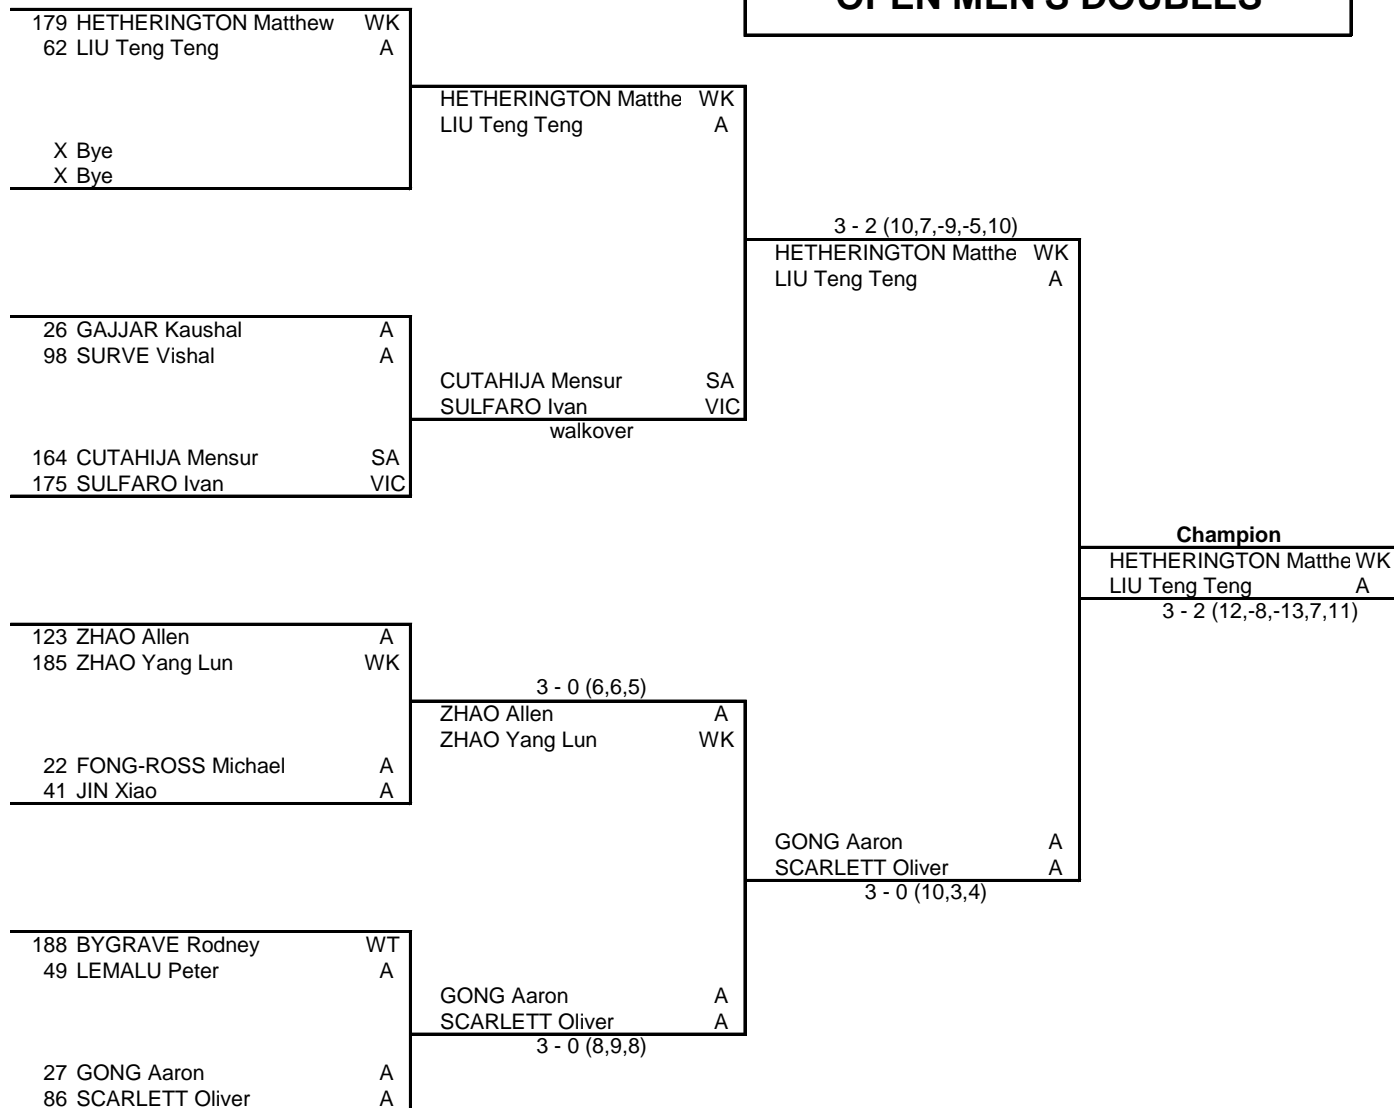 OPEN MEN'S DOUBLES
179 HETHERINGTON Matthew WK
62 LIU Teng Teng A
HETHERINGTON Matthe WK
LIU Teng Teng A
X Bye
X Bye
3 - 2 (10,7,-9,-5,10)
HETHERINGTON Matthe WK
LIU Teng Teng A
26 GAJJAR Kaushal A
98 SURVE Vishal A
CUTAHIJA Mensur SA
SULFARO Ivan VIC
walkover
164 CUTAHIJA Mensur SA
175 SULFARO Ivan VIC
Champion
HETHERINGTON Matthe WK
LIU Teng Teng A
3 - 2 (12,-8,-13,7,11)
123 ZHAO Allen A
185 ZHAO Yang Lun WK
3 - 0 (6,6,5)
ZHAO Allen A
ZHAO Yang Lun WK
22 FONG-ROSS Michael A
41 JIN Xiao A
GONG Aaron A
SCARLETT Oliver A
3 - 0 (10,3,4)
188 BYGRAVE Rodney WT
49 LEMALU Peter A
GONG Aaron A
SCARLETT Oliver A
3 - 0 (8,9,8)
27 GONG Aaron A
86 SCARLETT Oliver A